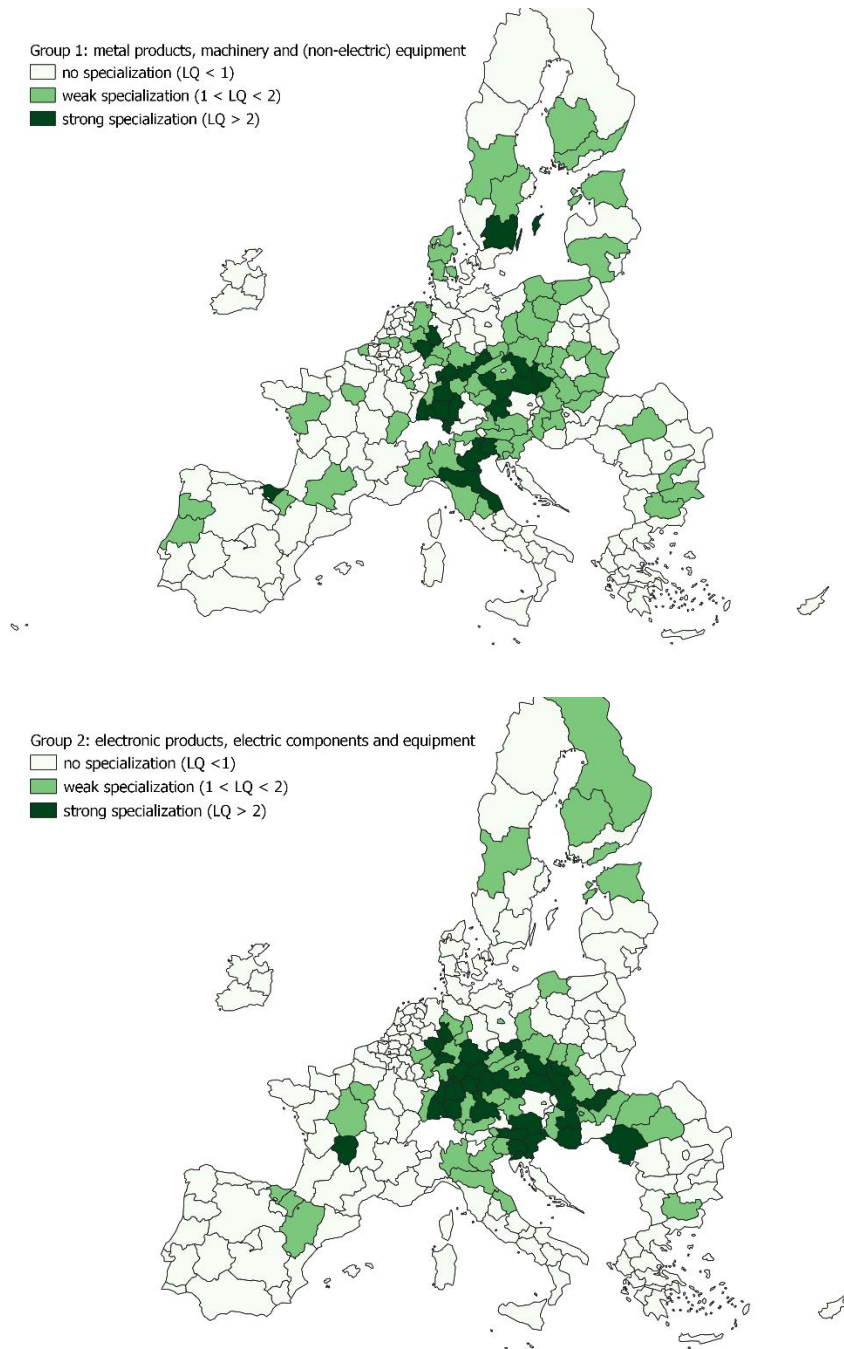 Group 1: metal products, machinery and (non-electric) equipment
no specialization (LQ < 1)
weak specialization (1 < LQ < 2)
strong specialization (LQ > 2)
Group 2: electronic products, electric components and equipment
no specialization (LQ <1)
weak specialization (1 < LQ < 2)
strong specialization (LQ > 2)